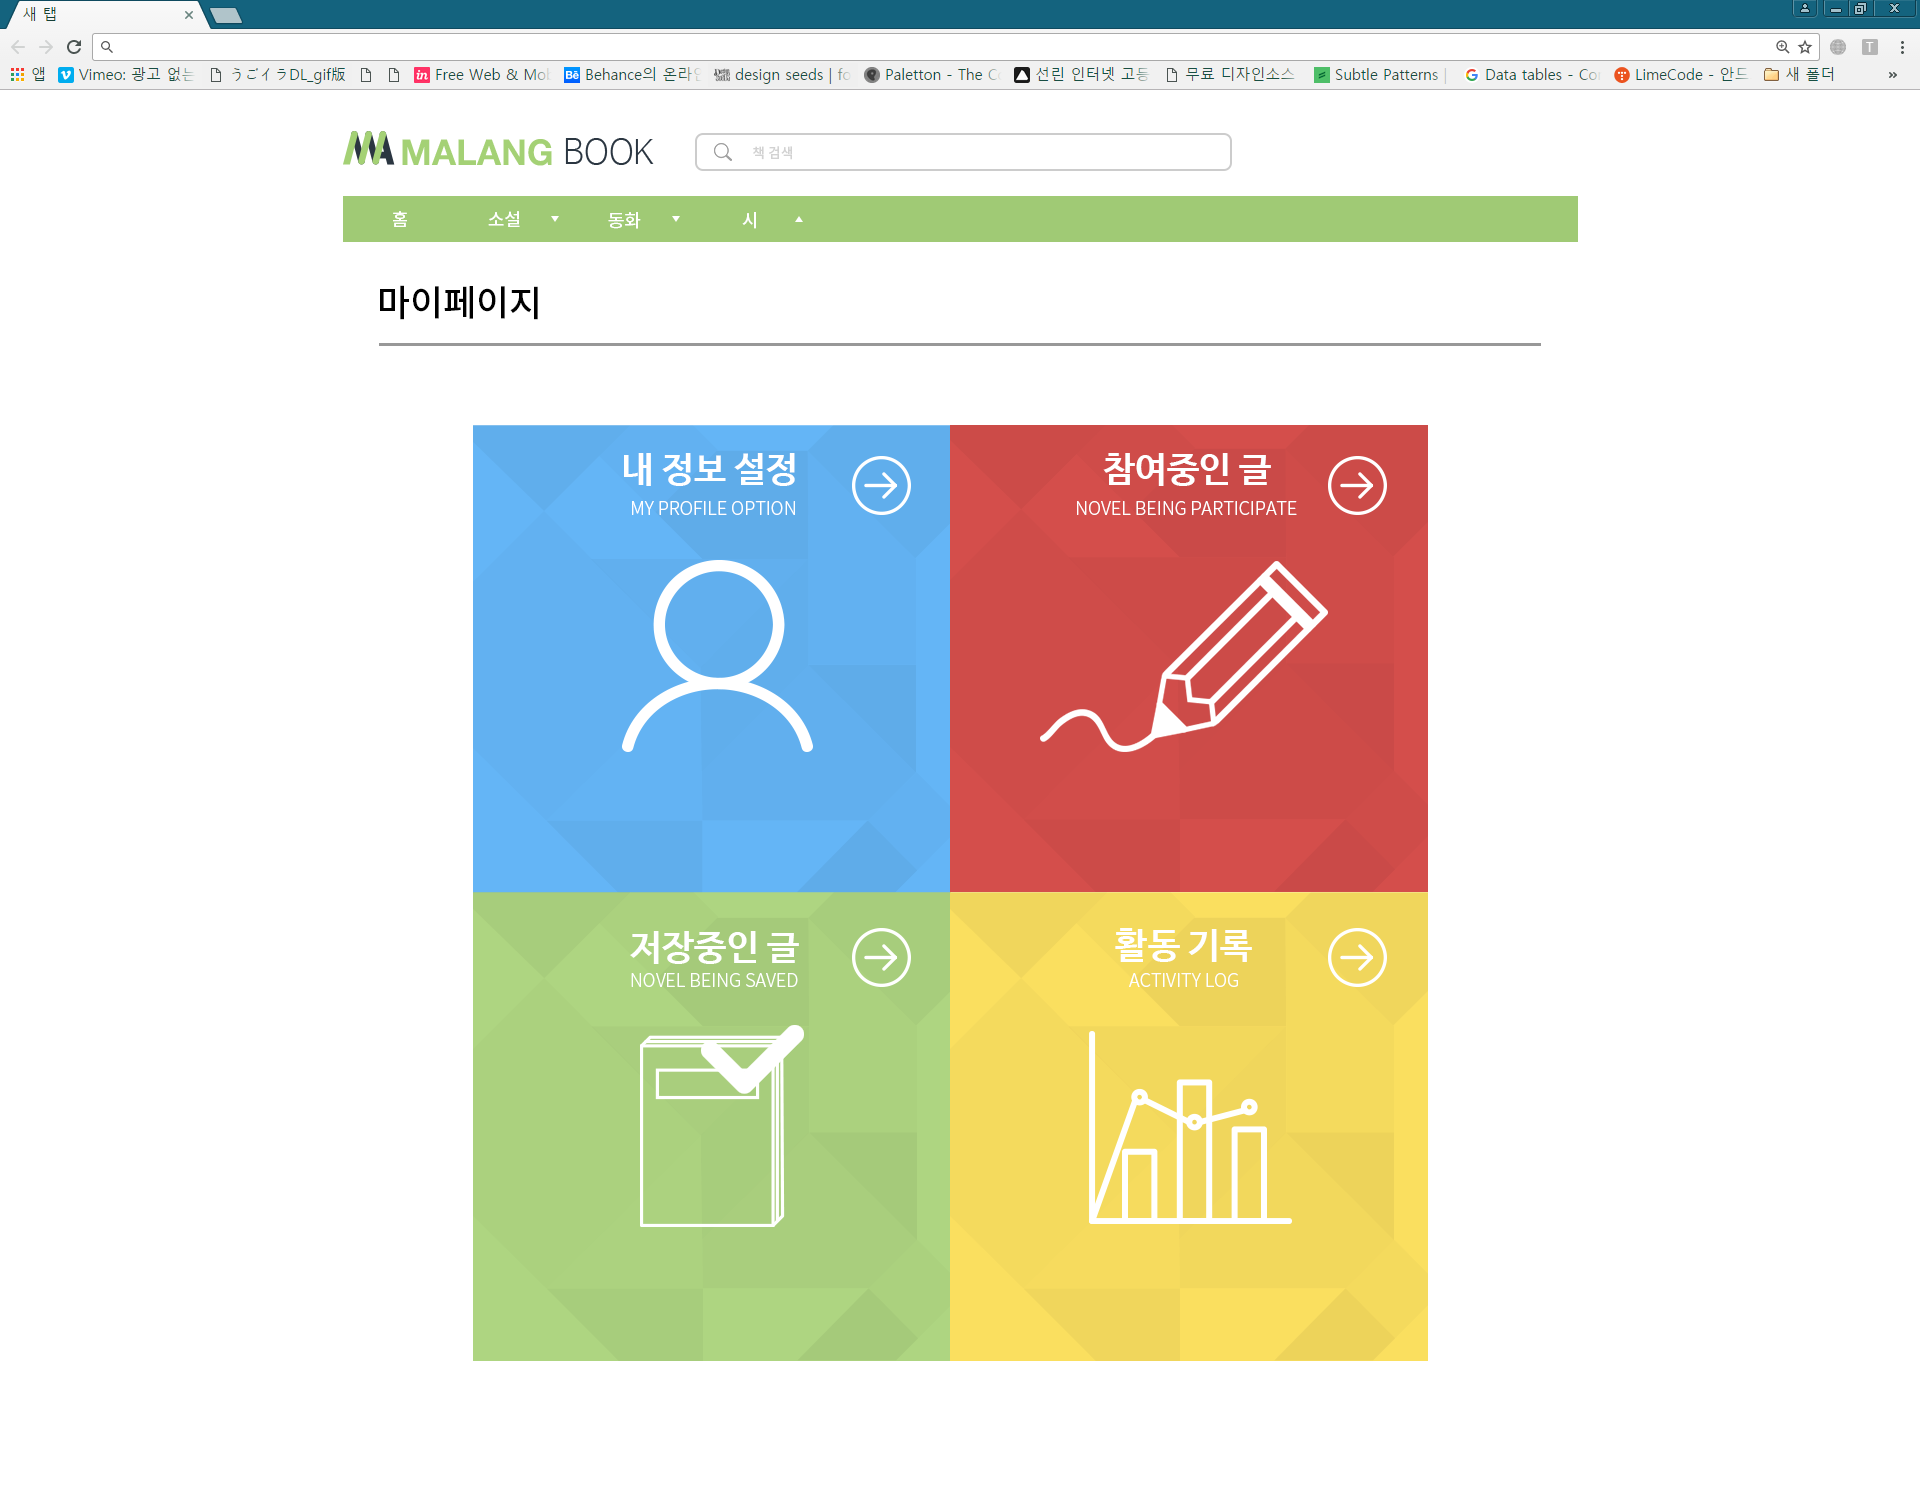 새 탭
앱 Vimeo: 광고 없는 うごイラDL_gif版 Free Web & Mob Behance의 온라인 design seeds | fo Paletton - The Co 선린 인터넷 고등 무료 디자인소스 Subtle Patterns | Data tables - Co LimeCode - 안드 새 폴더 »
MALANG BOOK
책 검색
홈 소설 동화 시
마이페이지
내 정보 설정
MY PROFILE OPTION
참여중인 글
NOVEL BEING PARTICIPATE
저장중인 글
NOVEL BEING SAVED
활동 기록
ACTIVITY LOG